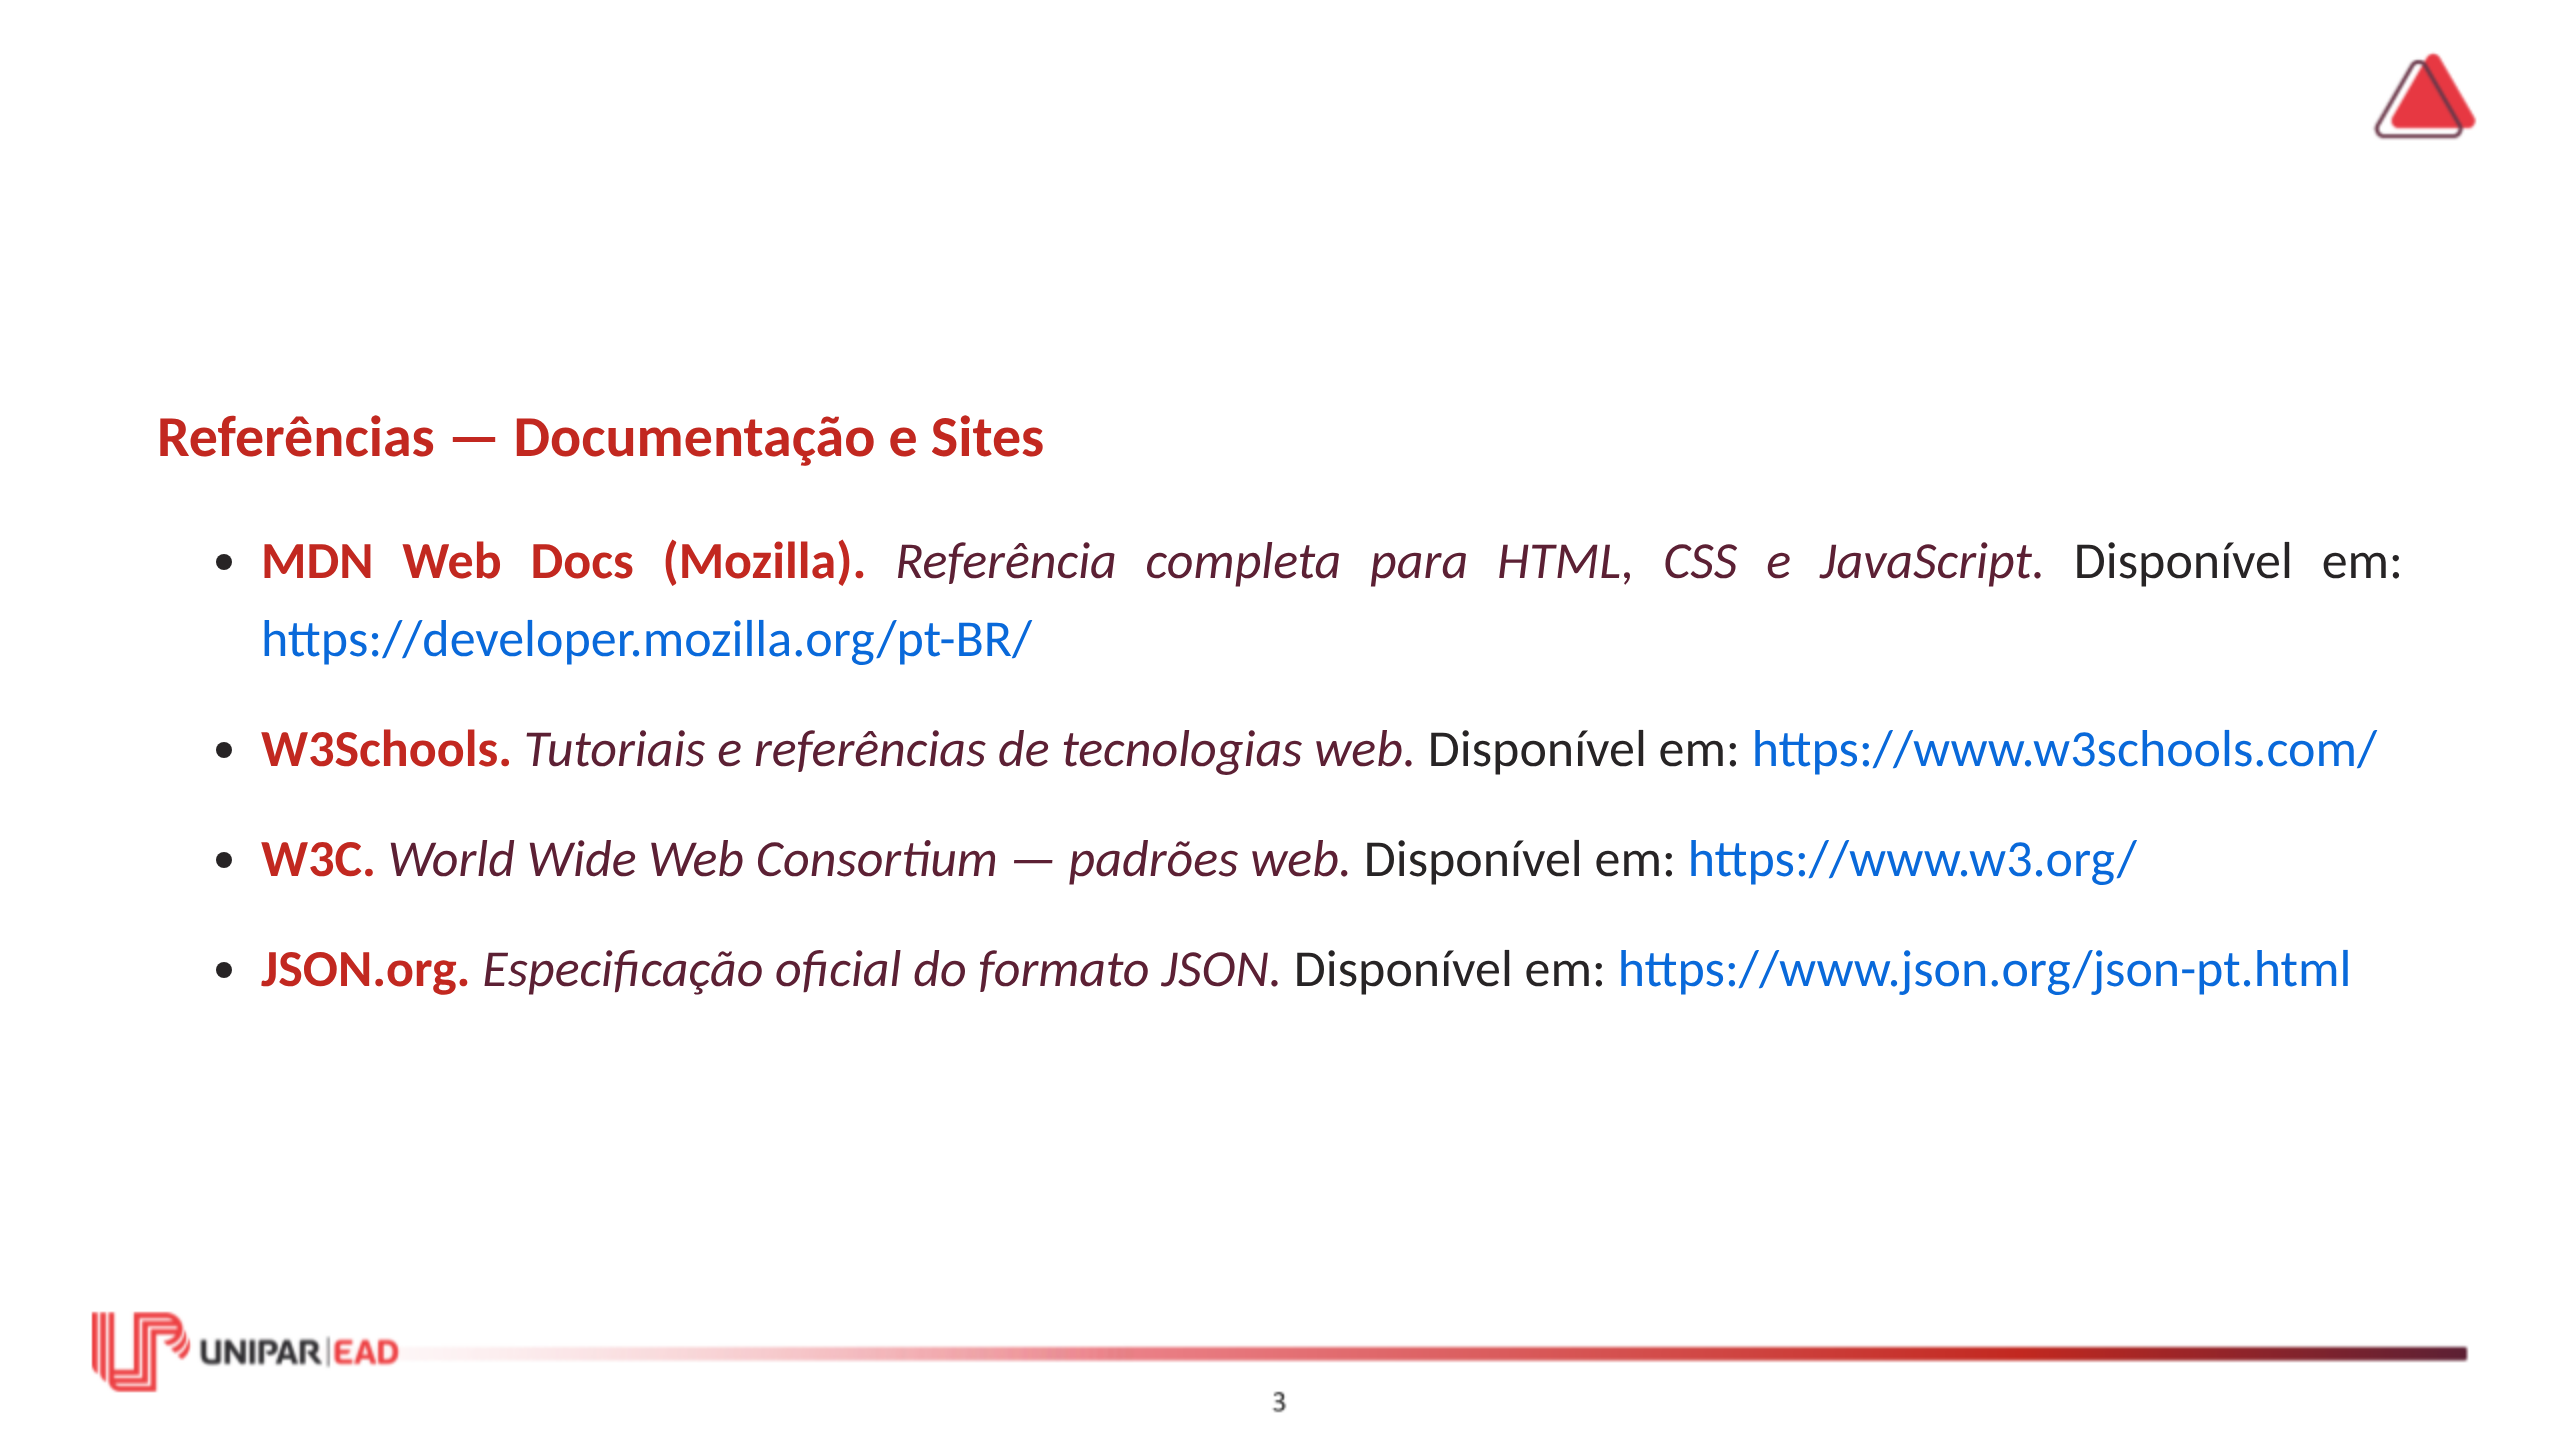 Referências — Documentação e Sites
• MDN Web Docs (Mozilla). Referência completa para HTML, CSS e JavaScript. Disponível em:
https://developer.mozilla.org/pt-BR/
• W3Schools. Tutoriais e referências de tecnologias web. Disponível em: https://www.w3schools.com/
• W3C. World Wide Web Consortium — padrões web. Disponível em: https://www.w3.org/
• JSON.org. Especificação oficial do formato JSON. Disponível em: https://www.json.org/json-pt.html
UNIPAR|EAD
3